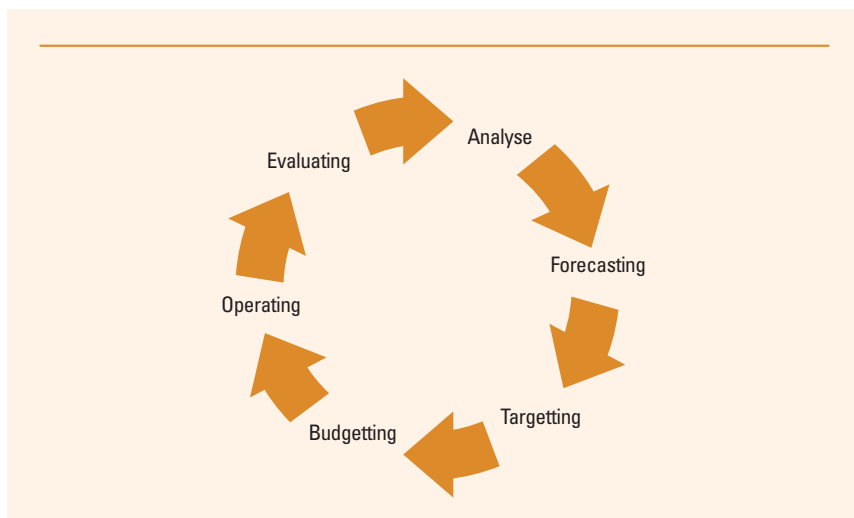 Analyse
Forecasting
Targetting
Budgetting
Operating
Evaluating